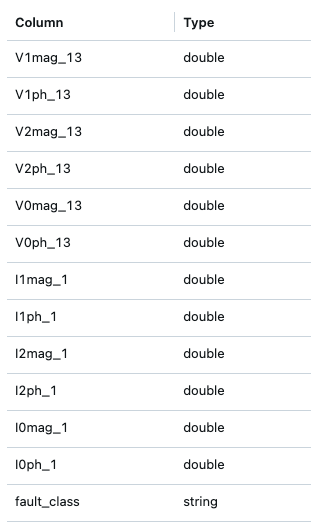 Column Type
V1mag_13 double
V1ph_13 double
V2mag_13 double
V2ph_13 double
V0mag_13 double
V0ph_13 double
I1mag_1 double
I1ph_1 double
I2mag_1 double
I2ph_1 double
I0mag_1 double
I0ph_1 double
fault_class string